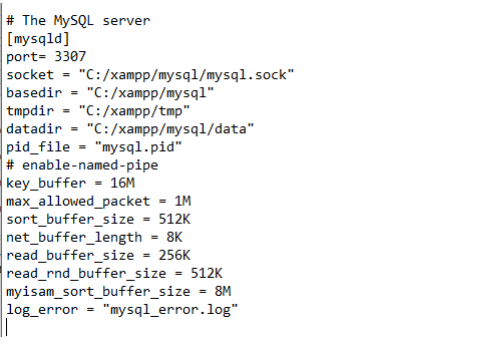 # The MySQL server
[mysqld]
port= 3307
socket = "C:/xampp/mysql/mysql.sock"
basedir = "C:/xampp/mysql"
tmpdir = "C:/xampp/tmp"
datadir = "C:/xampp/mysql/data"
pid_file = "mysql.pid"
# enable-named-pipe
key_buffer = 16M
max_allowed_packet = 1M
sort_buffer_size = 512K
net_buffer_length = 8K
read_buffer_size = 256K
read_rnd_buffer_size = 512K
myisam_sort_buffer_size = 8M
log_error = "mysql_error.log"